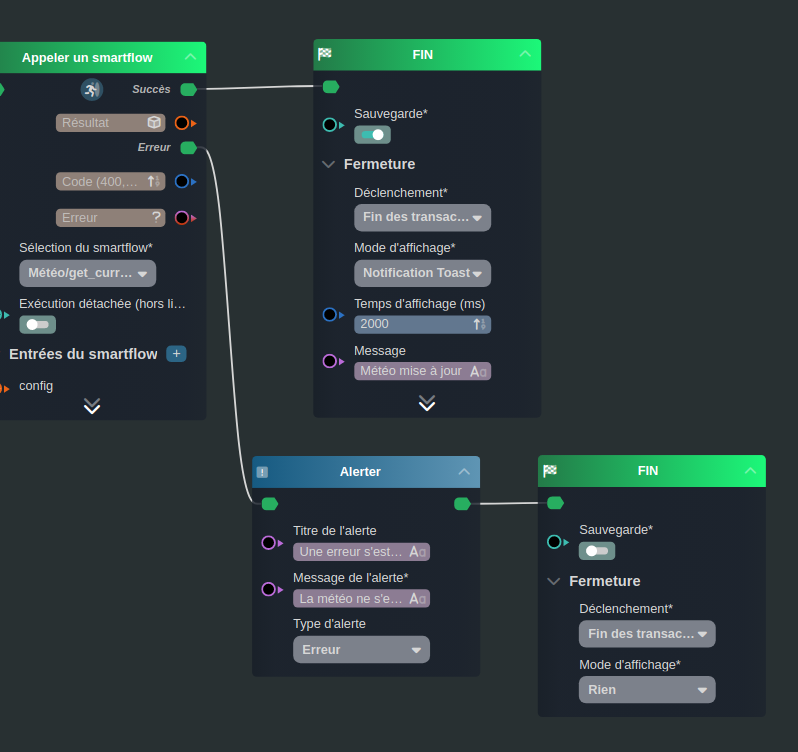 Appeler un smartflow
Succès
Résultat
Erreur
Code (400,...
Erreur
?
Sélection du smartflow*
Météo/get_curr...
Exécution détachée (hors li...
Entrées du smartflow +
config
FIN
Sauvegarde*
Fermeture
Déclenchement*
Fin des transac...
Mode d'affichage*
Notification Toast
Temps d'affichage (ms)
2000
Message
Météo mise à jour Aa
! Alerter
Titre de l'alerte
Une erreur s'est... Aa
Message de l'alerte*
La météo ne s'e... Aa
Type d'alerte
Erreur
FIN
Sauvegarde*
Fermeture
Déclenchement*
Fin des transac...
Mode d'affichage*
Rien